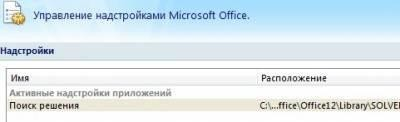 Управление надстройками Microsoft Office.
Надстройки
Имя Расположение
Активные надстройки приложений
Поиск решения C:\...ffice\Office12\Library\SOLVE